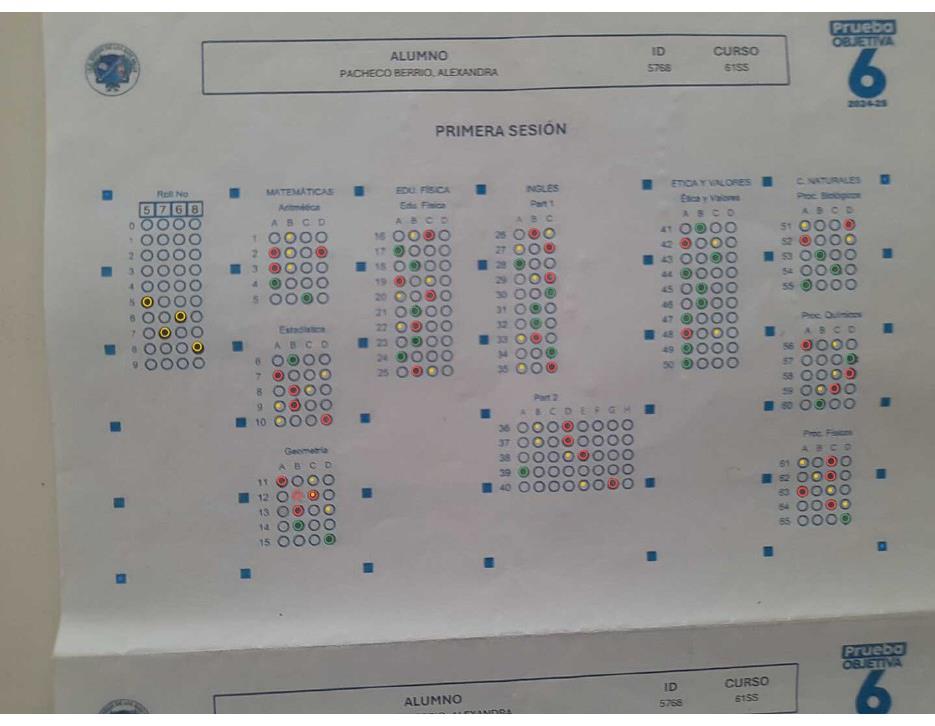 Prueba
OBJETIVA
6
2024-25
ALUMNO
PACHECO BERRIO, ALEXANDRA
ID
5768
CURSO
61SS
PRIMERA SESIÓN
Roll No
5 7 6 8
0
1
2
3
4
5
6
7
8
9
MATEMÁTICAS
Aritmética
A B C D
1
2
3
4
5
Estadística
A B C D
6
7
8
9
10
Geometría
A B C D
11
12
13
14
15
EDU. FÍSICA
Edu. Física
A B C D
16
17
18
19
20
21
22
23
24
25
INGLÉS
Part 1
A B C
26
27
28
29
30
31
32
33
34
35
Part 2
A B C D E F G H
36
37
38
39
40
ETICA Y VALORES
Ética y Valores
A B C D
41
42
43
44
45
46
47
48
49
50
C. NATURALES
Proc. Biológicos
A B C D
51
52
53
54
55
Proc. Químicos
A B C D
56
57
58
59
60
Proc. Físicos
A B C D
61
62
63
64
65
Prueba
OBJETIVA
6
ALUMNO
ID
5768
CURSO
61SS